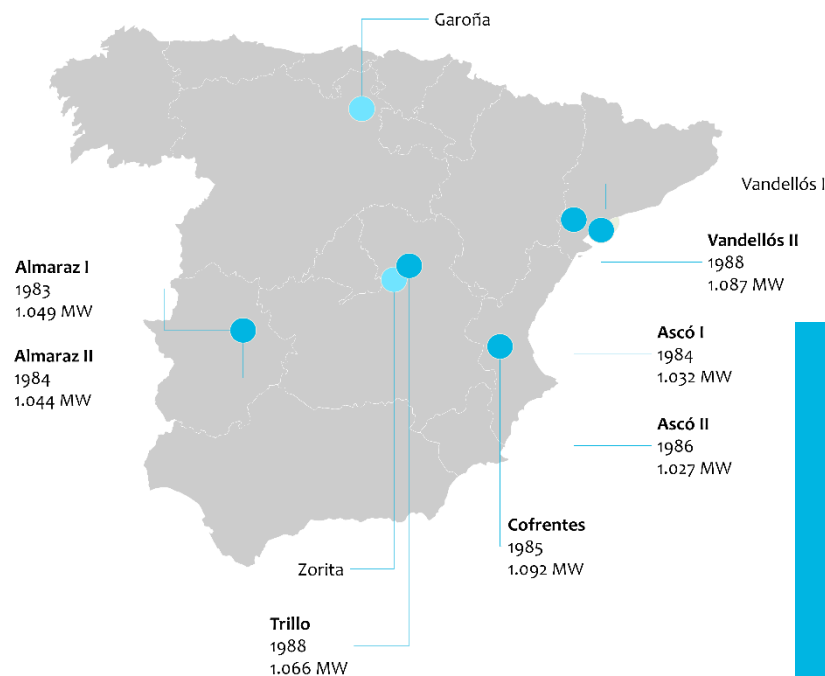 Garoña
Vandellós I
Vandellós II
1988
1.087 MW
Almaraz I
1983
1.049 MW
Almaraz II
1984
1.044 MW
Ascó I
1984
1.032 MW
Ascó II
1986
1.027 MW
Cofrentes
1985
1.092 MW
Zorita
Trillo
1988
1.066 MW